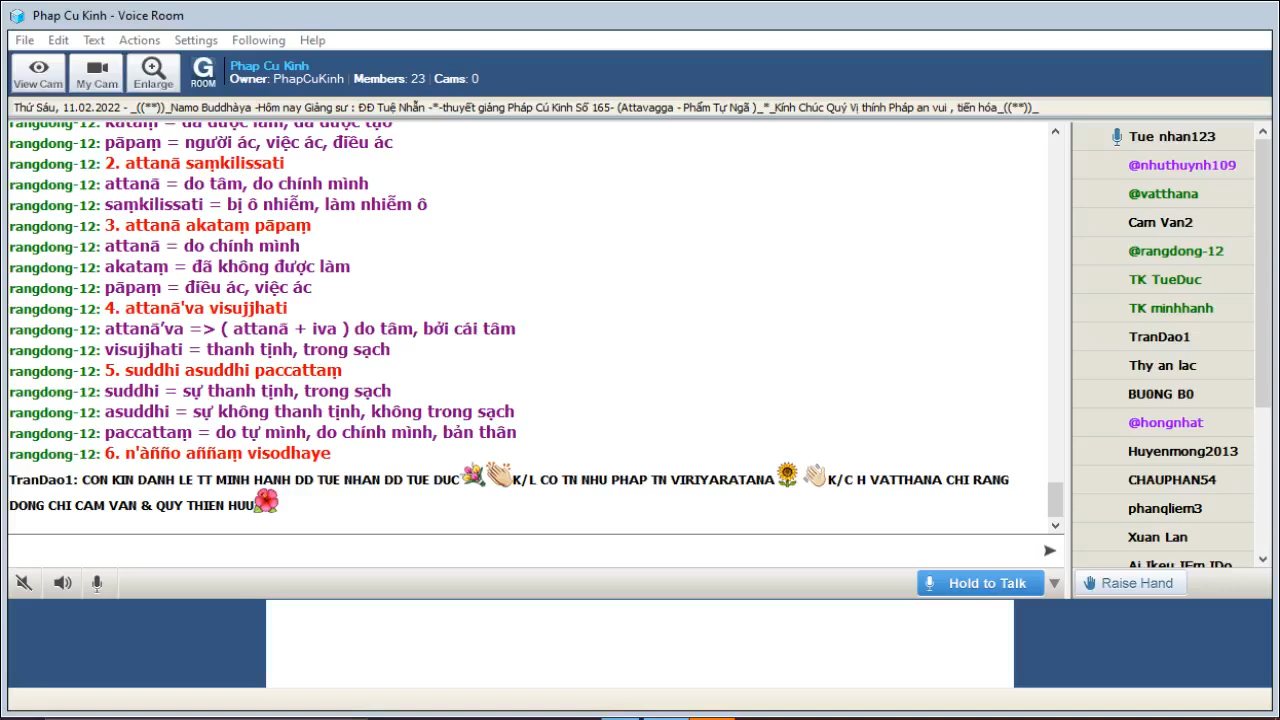 Phap Cu Kinh - Voice Room
File Edit Text Actions Settings Following Help
View Cam My Cam Enlarge G ROOM
Phap Cu Kinh
Owner: PhapCuKinh | Members: 23 | Cams: 0
Thứ Sáu, 11.02.2022 - _((**))_Namo Buddhàya -Hôm nay Giảng sư : ĐĐ Tuệ Nhẫn -*-thuyết giảng Pháp Cú Kinh Số 165- (Attavagga - Phẩm Tự Ngã )_*_Kính Chúc Quý Vị thính Pháp an vui , tiến hóa_((**))_
rangdong-12: kataṃ = đã được làm, đã được tạo
rangdong-12: pāpaṃ = người ác, việc ác, điều ác
rangdong-12: 2. attanā saṃkilissati
rangdong-12: attanā = do tâm, do chính mình
rangdong-12: saṃkilissati = bị ô nhiễm, làm nhiễm ô
rangdong-12: 3. attanā akataṃ pāpaṃ
rangdong-12: attanā = do chính mình
rangdong-12: akataṃ = đã không được làm
rangdong-12: pāpaṃ = điều ác, việc ác
rangdong-12: 4. attanā'va visujjhati
rangdong-12: attanā’va => ( attanā + iva ) do tâm, bởi cái tâm
rangdong-12: visujjhati = thanh tịnh, trong sạch
rangdong-12: 5. suddhi asuddhi paccattaṃ
rangdong-12: suddhi = sự thanh tịnh, trong sạch
rangdong-12: asuddhi = sự không thanh tịnh, không trong sạch
rangdong-12: paccattaṃ = do tự mình, do chính mình, bản thân
rangdong-12: 6. n'àñño aññaṃ visodhaye
TranDao1: CON KIN DANH LE TT MINH HANH DD TUE NHAN DD TUE DUC K/L CO TN NHU PHAP TN VIRIYARATANA K/C H VATTHANA CHI RANG
DONG CHI CAM VAN & QUY THIEN HUU
Tue nhan123
@nhuthuynh109
@vatthana
Cam Van2
@rangdong-12
TK TueDuc
TK minhhanh
TranDao1
Thy an lac
BU0NG B0
@hongnhat
Huyenmong2013
CHAUPHAN54
phanqliem3
Xuan Lan
Hold to Talk
Raise Hand